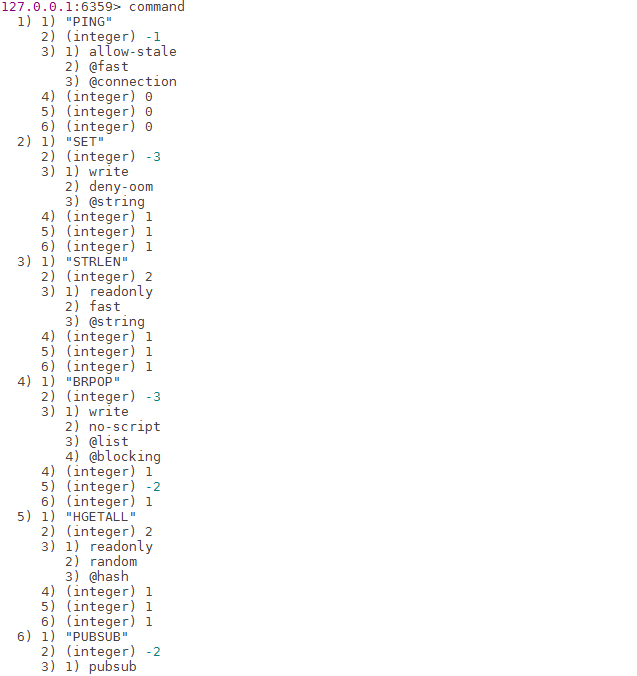 127.0.0.1:6359> command
1) 1) "PING"
2) (integer) -1
3) 1) allow-stale
2) @fast
3) @connection
4) (integer) 0
5) (integer) 0
6) (integer) 0
2) 1) "SET"
2) (integer) -3
3) 1) write
2) deny-oom
3) @string
4) (integer) 1
5) (integer) 1
6) (integer) 1
3) 1) "STRLEN"
2) (integer) 2
3) 1) readonly
2) fast
3) @string
4) (integer) 1
5) (integer) 1
6) (integer) 1
4) 1) "BRPOP"
2) (integer) -3
3) 1) write
2) no-script
3) @list
4) @blocking
4) (integer) 1
5) (integer) -2
6) (integer) 1
5) 1) "HGETALL"
2) (integer) 2
3) 1) readonly
2) random
3) @hash
4) (integer) 1
5) (integer) 1
6) (integer) 1
6) 1) "PUBSUB"
2) (integer) -2
3) 1) pubsub